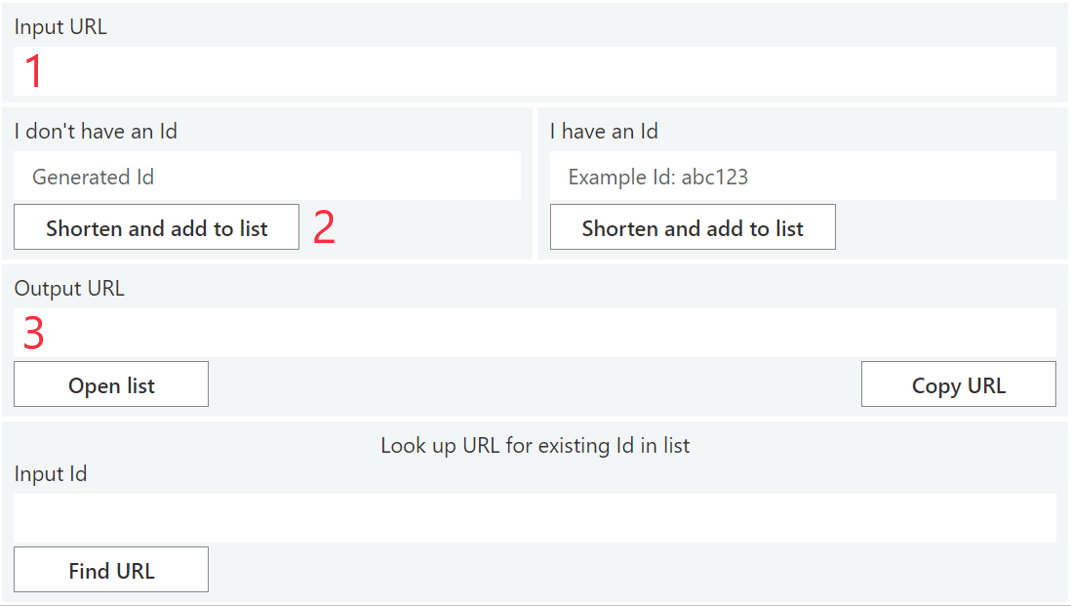 Input URL
1
I don't have an Id
Generated Id
Shorten and add to list 2
I have an Id
Example Id: abc123
Shorten and add to list
Output URL
3
Open list
Copy URL
Look up URL for existing Id in list
Input Id
Find URL